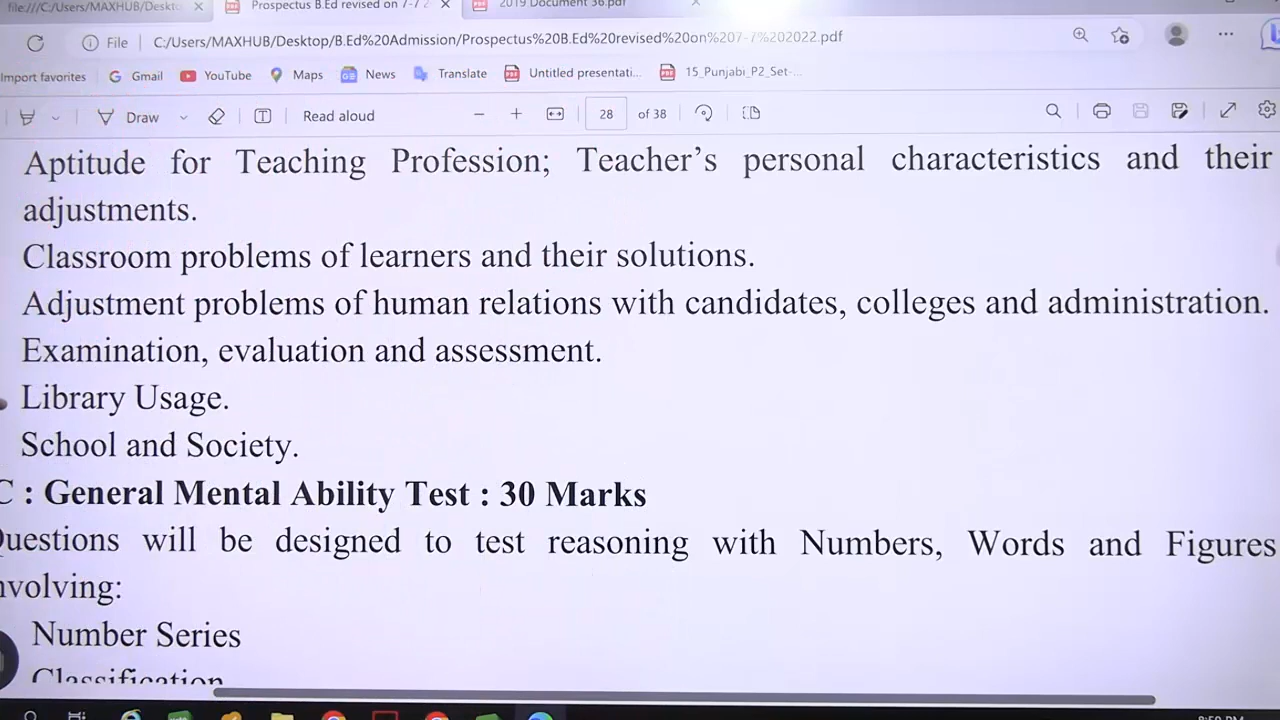 file:///C:/Users/MAXHUB/Deskto
Prospectus B.Ed revised on 7-7 2
2019 Document 36.pdf
File C:/Users/MAXHUB/Desktop/B.Ed%20Admission/Prospectus%20B.Ed%20revised%20on%207-7%202022.pdf
Import favorites Gmail YouTube Maps News Translate Untitled presentati... 15_Punjabi_P2_Set-...
Draw Read aloud 28 of 38
Aptitude for Teaching Profession; Teacher’s personal characteristics and their
adjustments.
Classroom problems of learners and their solutions.
Adjustment problems of human relations with candidates, colleges and administration.
Examination, evaluation and assessment.
Library Usage.
School and Society.
C : General Mental Ability Test : 30 Marks
Questions will be designed to test reasoning with Numbers, Words and Figures
nvolving:
Number Series
Classification